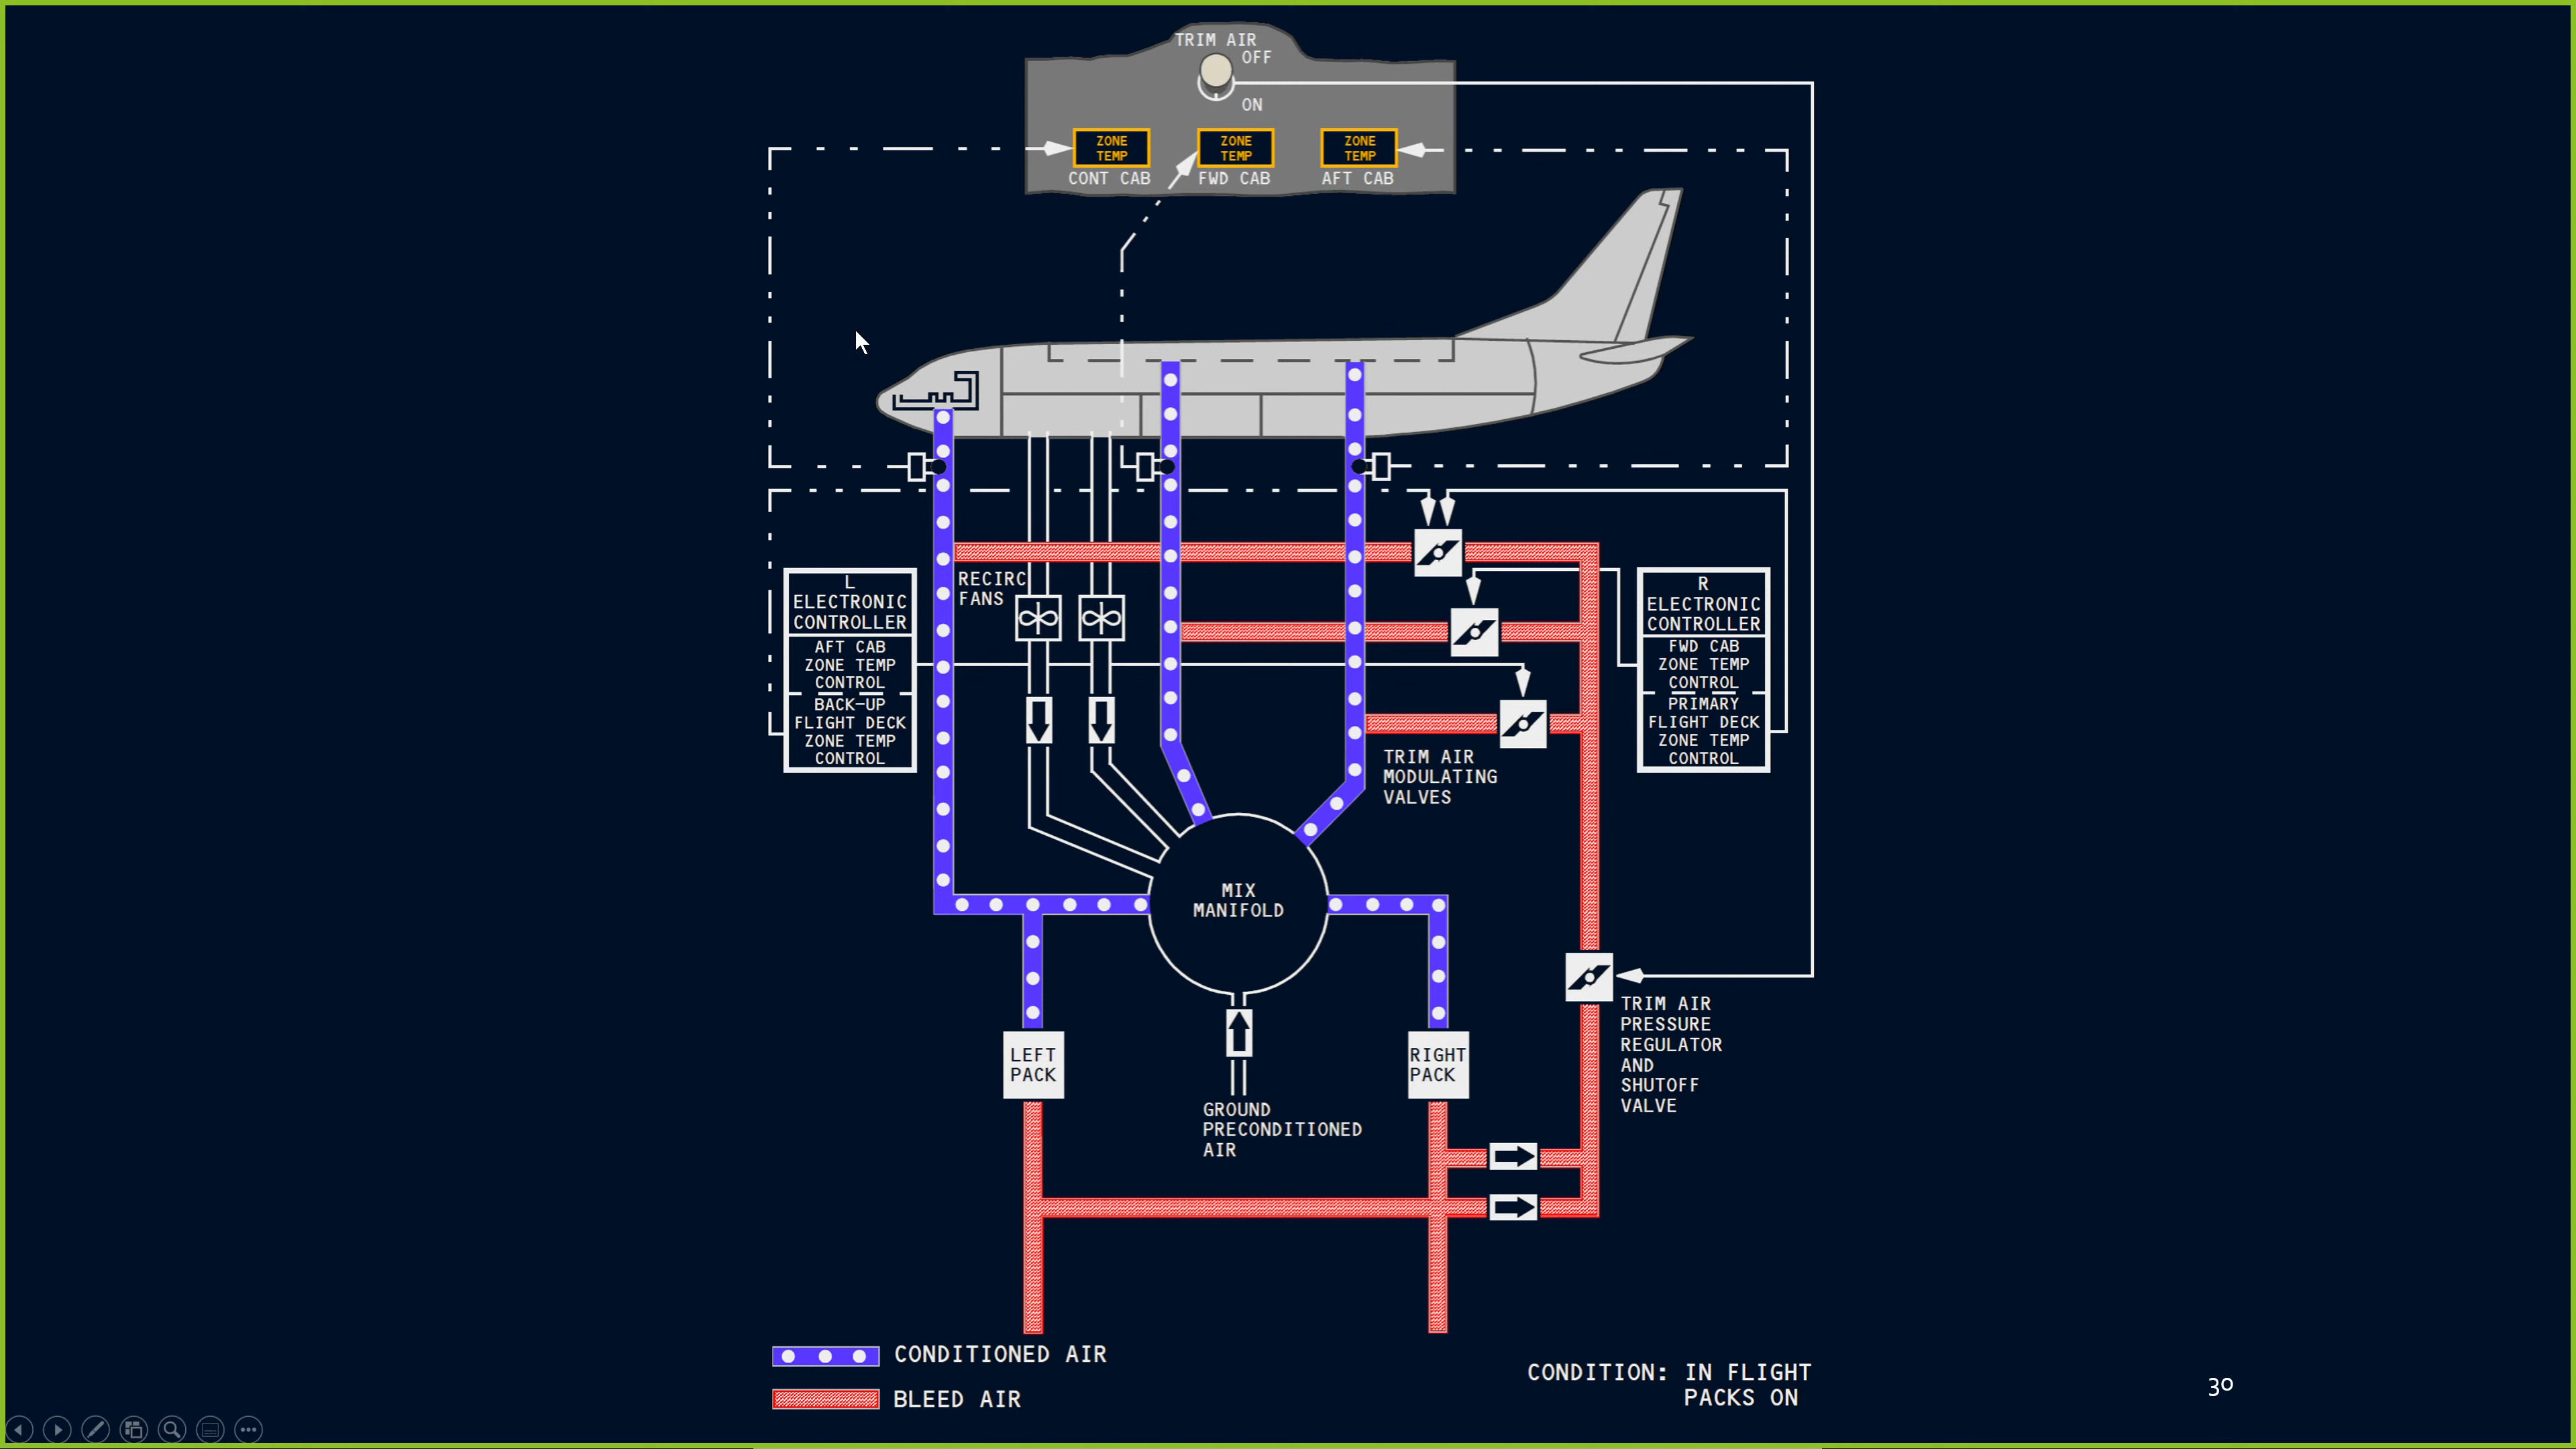 TRIM AIR
OFF
ON
ZONE
TEMP
ZONE
TEMP
ZONE
TEMP
CONT CAB
FWD CAB
AFT CAB
RECIRC
FANS
L
ELECTRONIC
CONTROLLER
AFT CAB
ZONE TEMP
CONTROL
BACK-UP
FLIGHT DECK
ZONE TEMP
CONTROL
R
ELECTRONIC
CONTROLLER
FWD CAB
ZONE TEMP
CONTROL
PRIMARY
FLIGHT DECK
ZONE TEMP
CONTROL
TRIM AIR
MODULATING
VALVES
MIX
MANIFOLD
LEFT
PACK
RIGHT
PACK
TRIM AIR
PRESSURE
REGULATOR
AND
SHUTOFF
VALVE
GROUND
PRECONDITIONED
AIR
CONDITIONED AIR
BLEED AIR
CONDITION: IN FLIGHT
PACKS ON
30